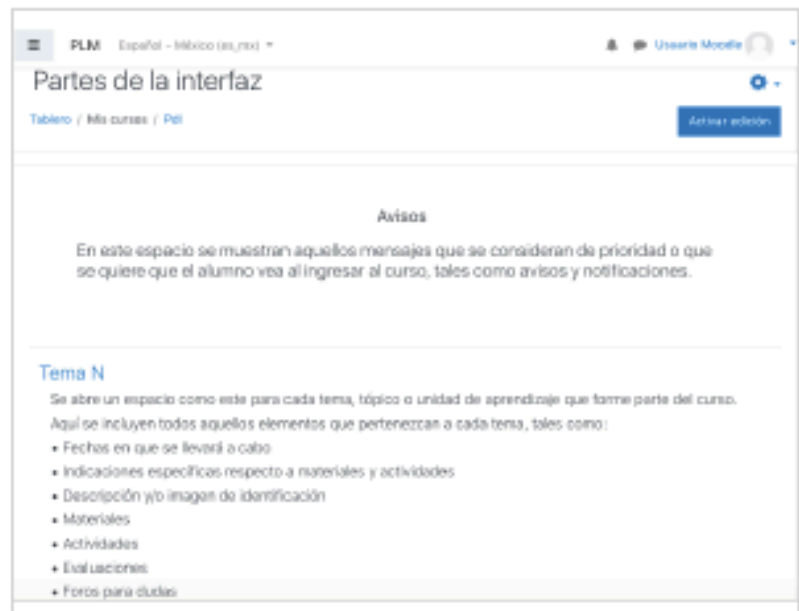 PLM Español - México (es_mx) Usuario Moodle
Partes de la interfaz
Tablero / Mis cursos / PdI
Activar edición
Avisos
En este espacio se muestran aquellos mensajes que se consideran de prioridad o que
se quiere que el alumno vea al ingresar al curso, tales como avisos y notificaciones.
Tema N
Se abre un espacio como este para cada tema, tópico o unidad de aprendizaje que forme parte del curso.
Aquí se incluyen todos aquellos elementos que pertenezcan a cada tema, tales como:
• Fechas en que se llevará a cabo
• Indicaciones específicas respecto a materiales y actividades
• Descripción y/o imagen de identificación
• Materiales
• Actividades
• Evaluaciones
• Foros para dudas